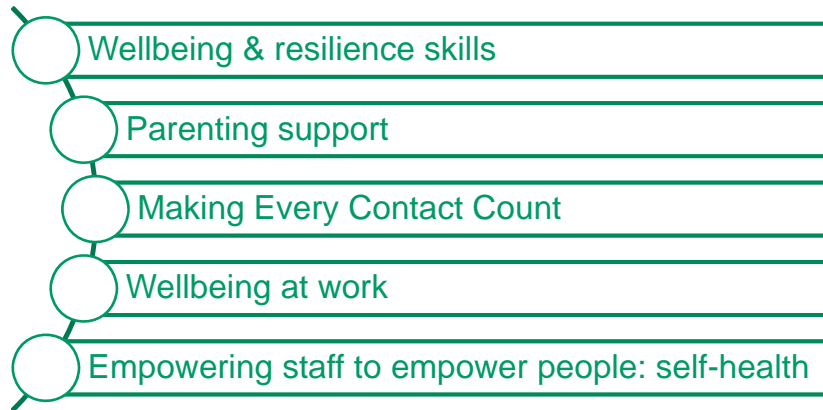 Wellbeing & resilience skills
Parenting support
Making Every Contact Count
Wellbeing at work
Empowering staff to empower people: self-health